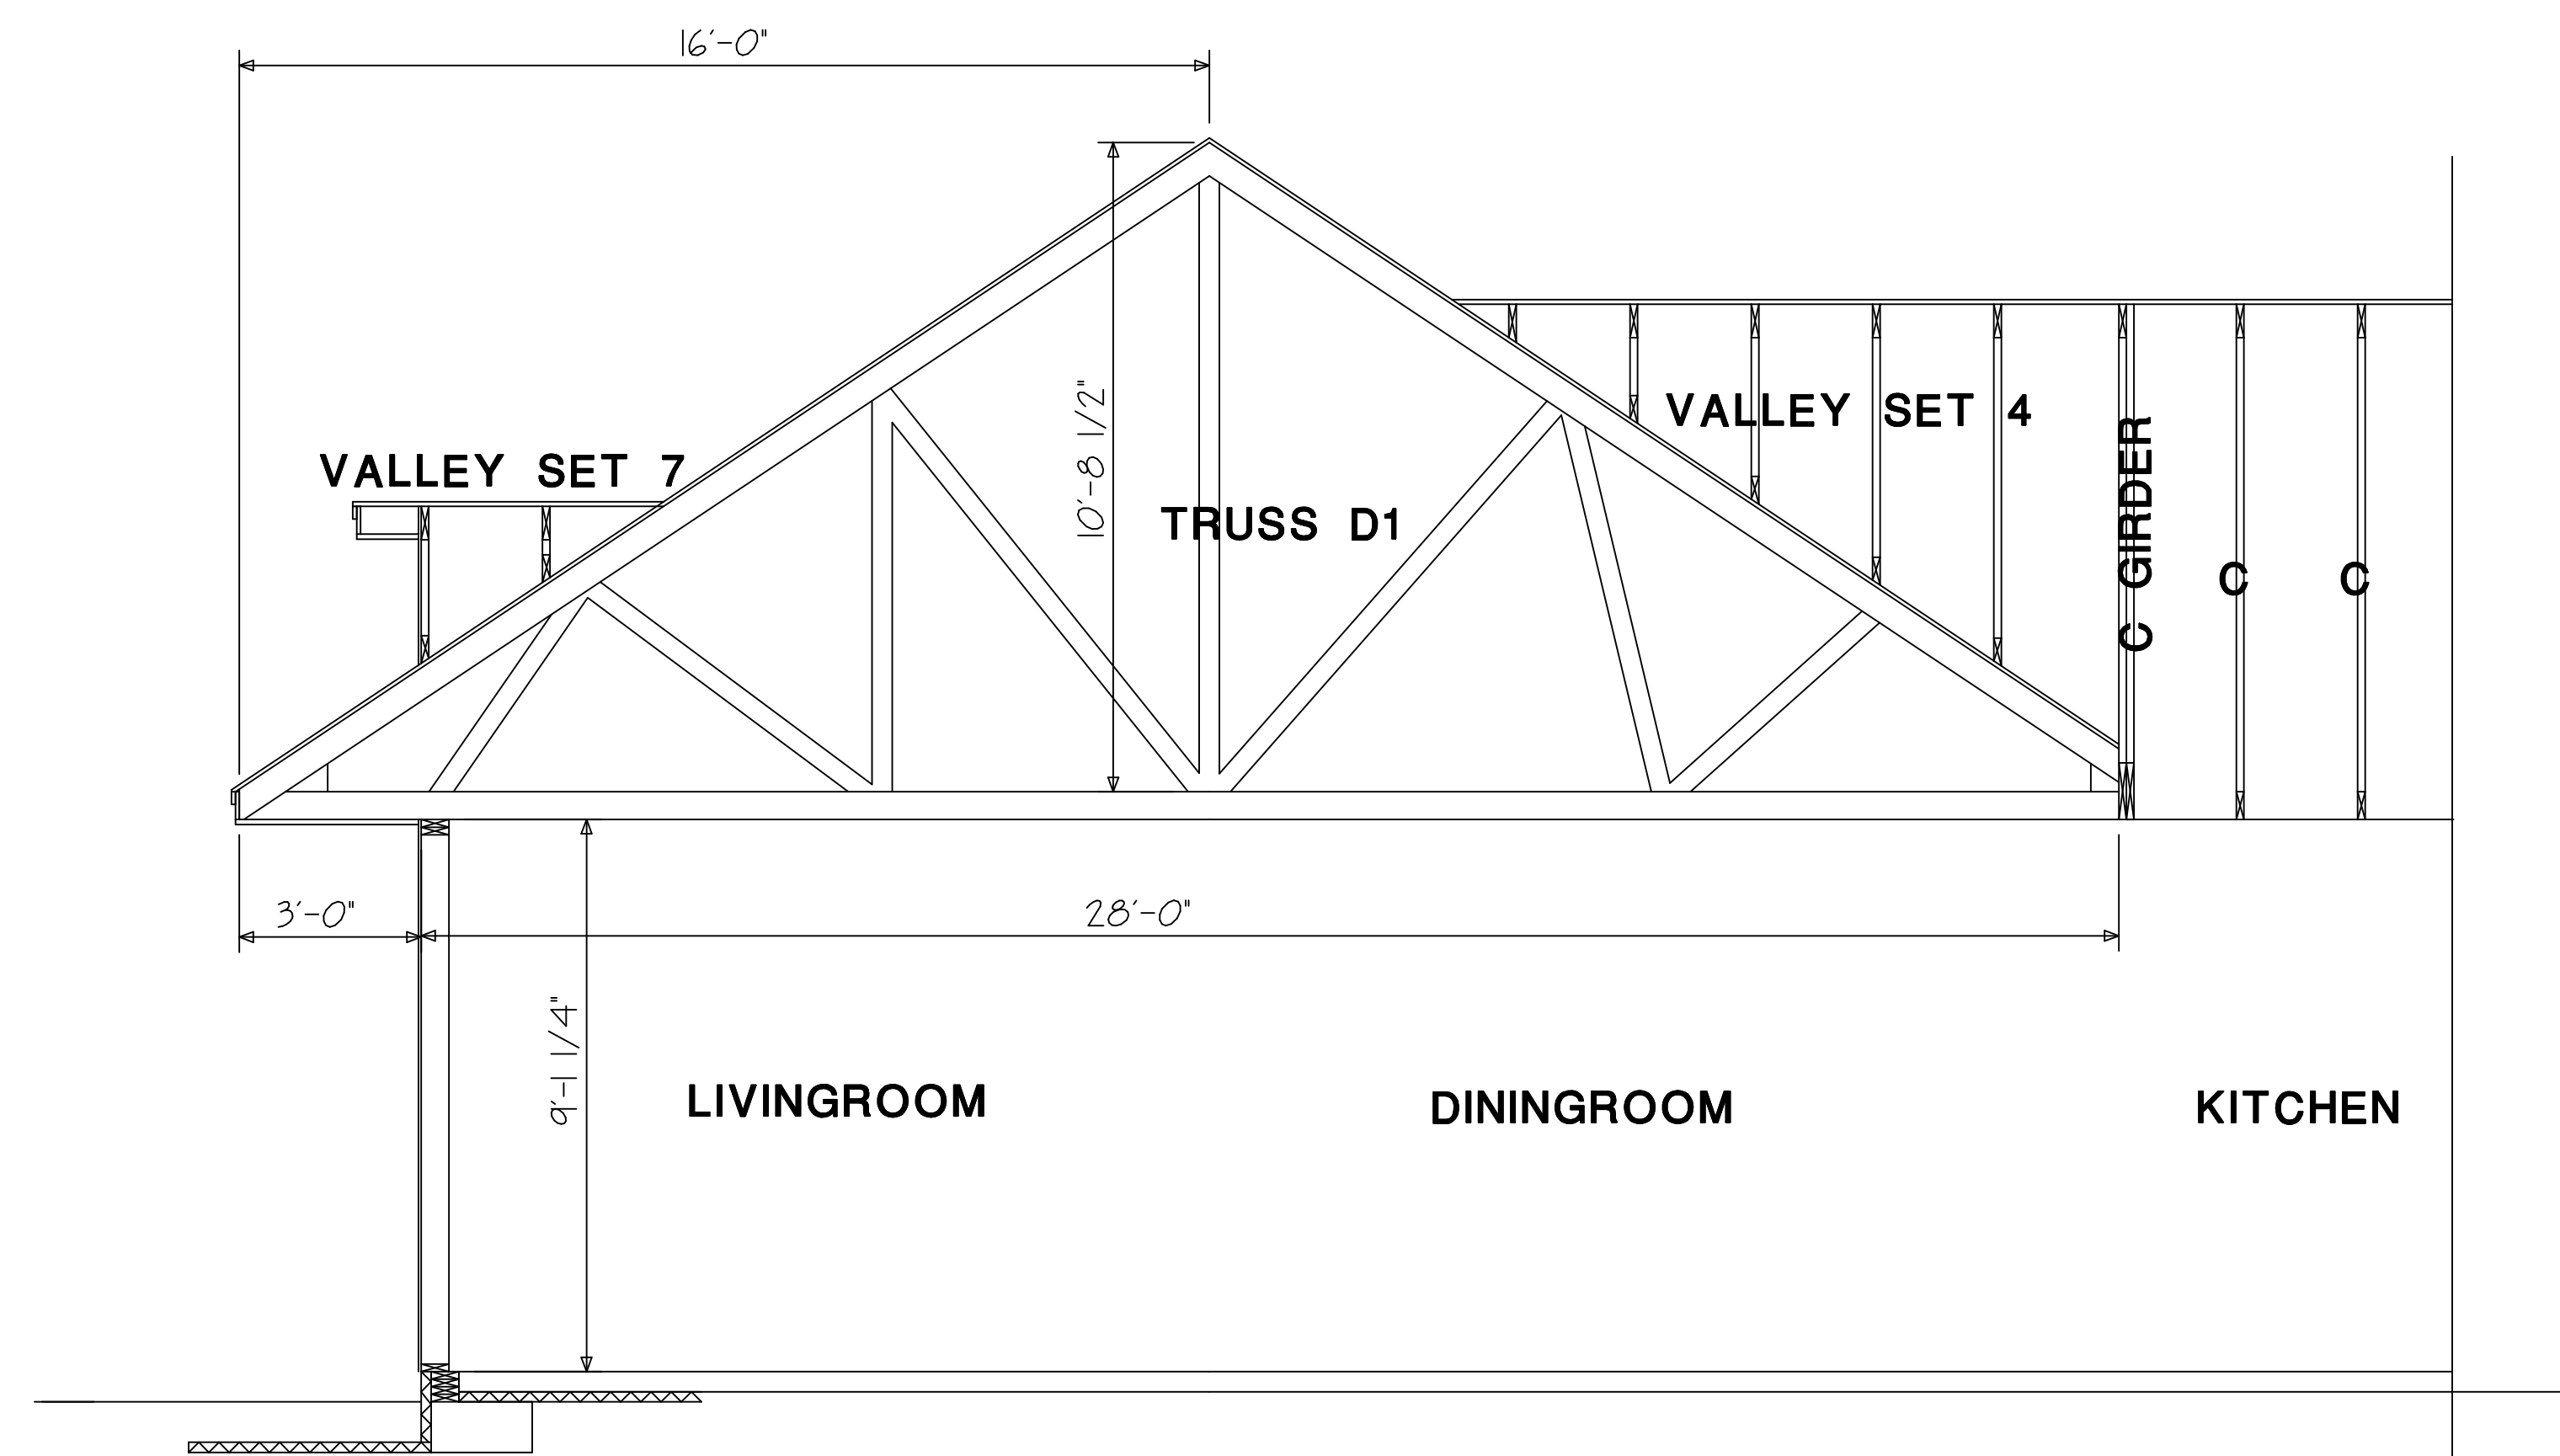 16'-0"
10'-8 1/2"
VALLEY SET 4
C GIRDER
VALLEY SET 7
TRUSS D1
C
C
3'-0"
28'-0"
9'-1 1/4"
LIVINGROOM
DININGROOM
KITCHEN